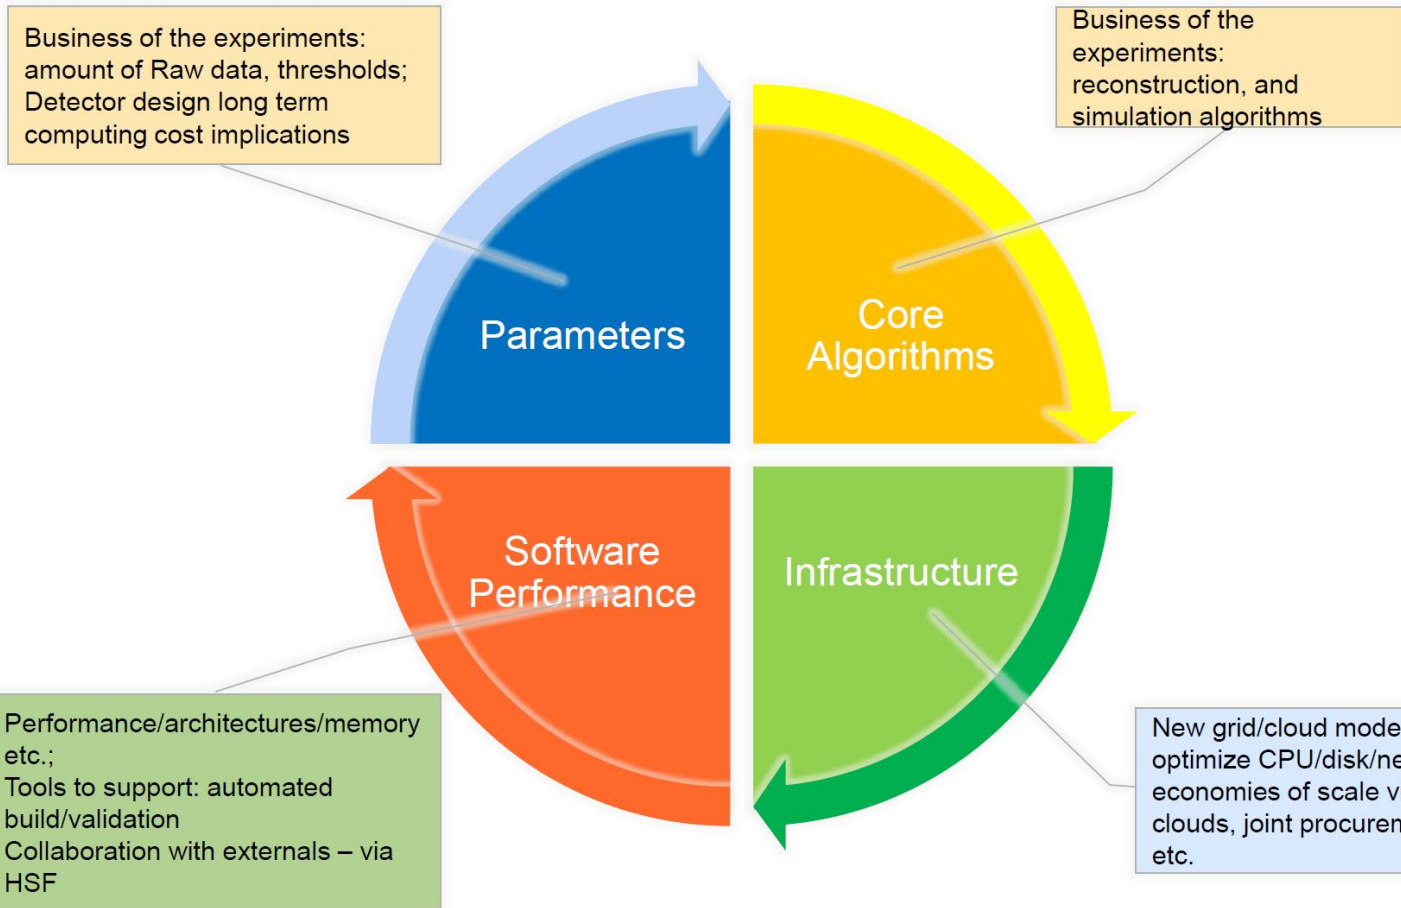 Business of the experiments:
amount of Raw data, thresholds;
Detector design long term
computing cost implications
Business of the
experiments:
reconstruction, and
simulation algorithms
Parameters
Core
Algorithms
Software
Performance
Infrastructure
Performance/architectures/memory
etc.;
Tools to support: automated
build/validation
Collaboration with externals – via
HSF
New grid/cloud
optimize
economies of scale
clouds, joint
etc.